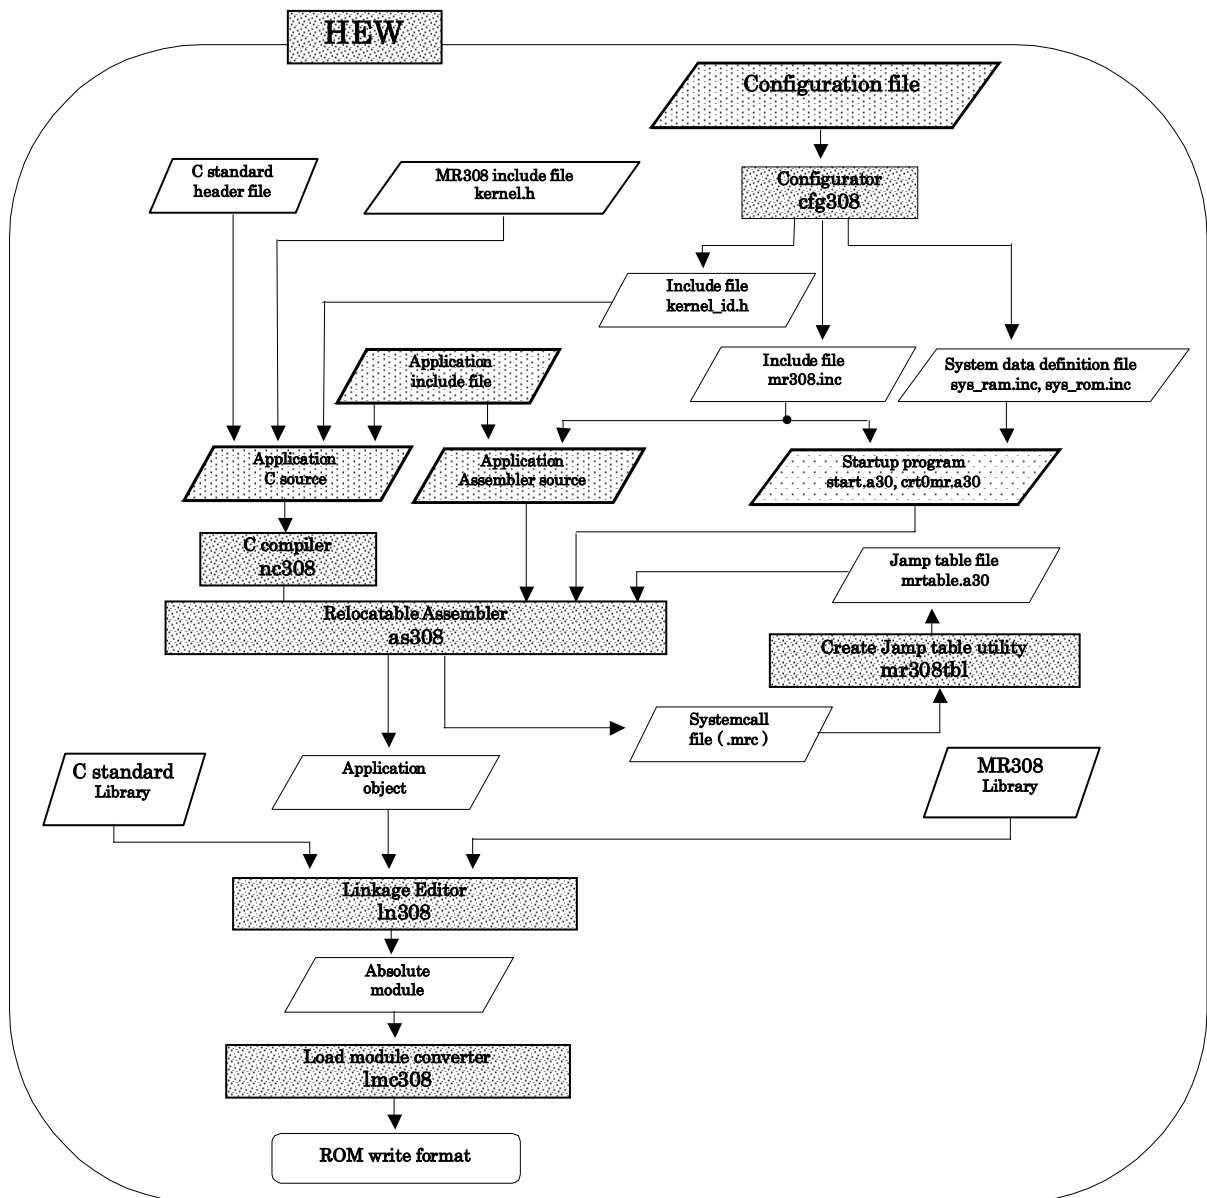 HEW
Configuration file
C standard
header file
MR308 include file
kernel.h
Configurator
cfg308
Include file
kernel_id.h
Application
include file
Include file
mr308.inc
System data definition file
sys_ram.inc, sys_rom.inc
Application
C source
Application
Assembler source
Startup program
start.a30, crt0mr.a30
C compiler
nc308
Jamp table file
mrtable.a30
Relocatable Assembler
as308
Create Jamp table utility
mr308tbl
Systemcall
file ( .mrc )
C standard
Library
Application
object
MR308
Library
Linkage Editor
ln308
Absolute
module
Load module converter
lmc308
ROM write format